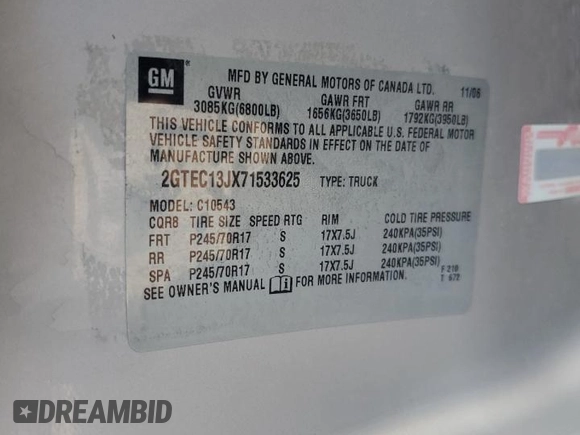 GM
MFD BY GENERAL MOTORS OF CANADA LTD. 11/06
GVWR GAWR FRT GAWR RR
3085KG(6800LB) 1656KG(3650LB) 1792KG(3950LB)
THIS VEHICLE CONFORMS TO ALL APPLICABLE U.S. FEDERAL MOTOR
VEHICLE SAFETY STANDARDS IN EFFECT ON THE DATE OF
MANUFACTURE SHOWN ABOVE.
2GTEC13JX71533625 TYPE: TRUCK
MODEL: C10543
CQR8 TIRE SIZE SPEED RTG RIM COLD TIRE PRESSURE
FRT P245/70R17 S 17X7.5J 240KPA(35PSI)
RR P245/70R17 S 17X7.5J 240KPA(35PSI)
SPA P245/70R17 S 17X7.5J 240KPA(35PSI)
SEE OWNER'S MANUAL FOR MORE INFORMATION.
F 210
T 672
DREAMBID